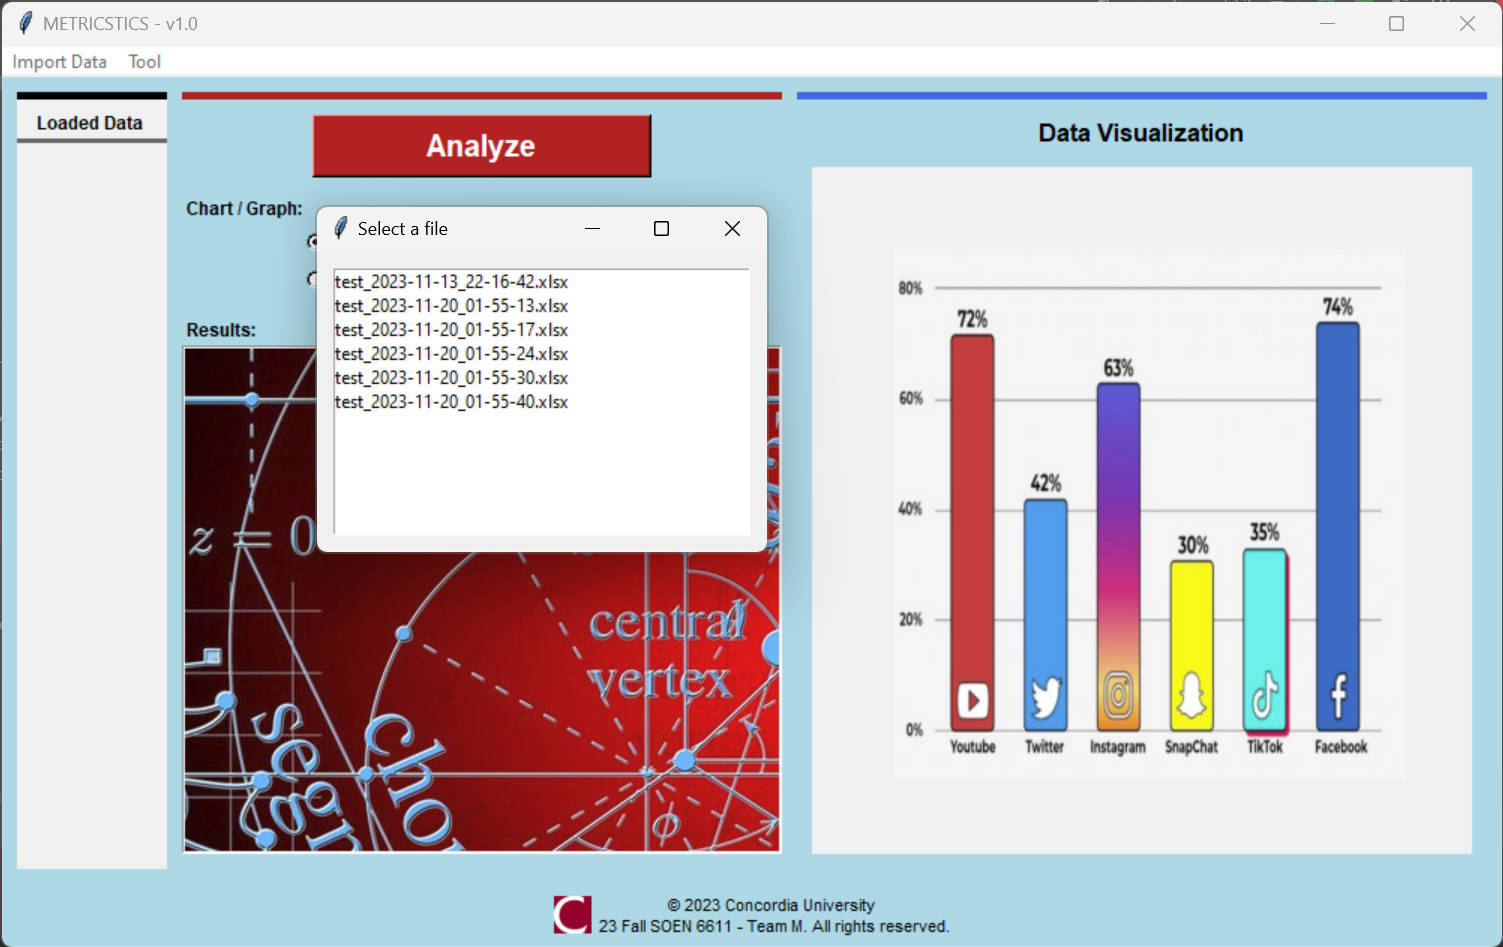 METRICSTICS - v1.0
Import Data Tool
Loaded Data
Analyze
Chart / Graph:
Results:
Select a file
test_2023-11-13_22-16-42.xlsx
test_2023-11-20_01-55-13.xlsx
test_2023-11-20_01-55-17.xlsx
test_2023-11-20_01-55-24.xlsx
test_2023-11-20_01-55-30.xlsx
test_2023-11-20_01-55-40.xlsx
z = 0
central
vertex
segm
cho
ϕ
Data Visualization
80%
60%
40%
20%
0%
72%
42%
63%
30%
35%
74%
Youtube Twitter Instagram SnapChat TikTok Facebook
© 2023 Concordia University
23 Fall SOEN 6611 - Team M. All rights reserved.